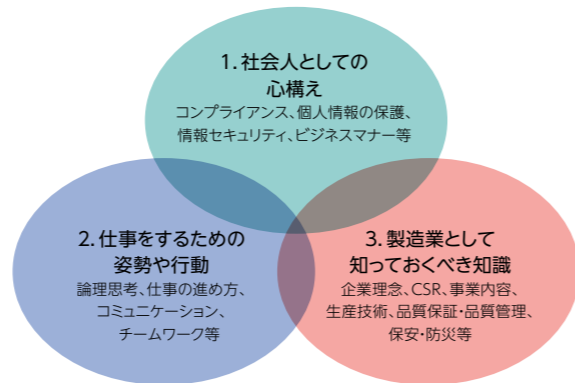 1. 社会人としての
心構え
コンプライアンス、個人情報の保護、
情報セキュリティ、ビジネスマナー等
2. 仕事をするための
姿勢や行動
論理思考、仕事の進め方、
コミュニケーション、
チームワーク等
3. 製造業として
知っておくべき知識
企業理念、CSR、事業内容、
生産技術、品質保証・品質管理、
保安・防災等